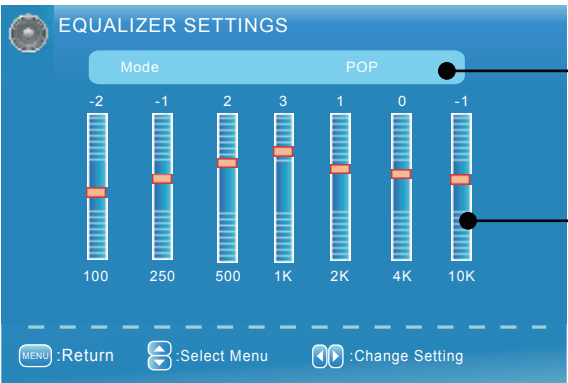 EQUALIZER SETTINGS
Mode POP
-2 -1 2 3 1 0 -1
100 250 500 1K 2K 4K 10K
MENU :Return :Select Menu :Change Setting